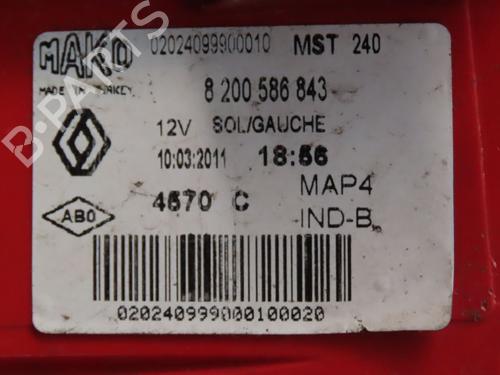 MAKO 02024099900010 MST 240
MADE IN TURKEY
8 200 586 843
12V SOL/GAUCHE
10:03:2011 18:56
ABO 4570 C MAP4
IND-B
020240999000100020